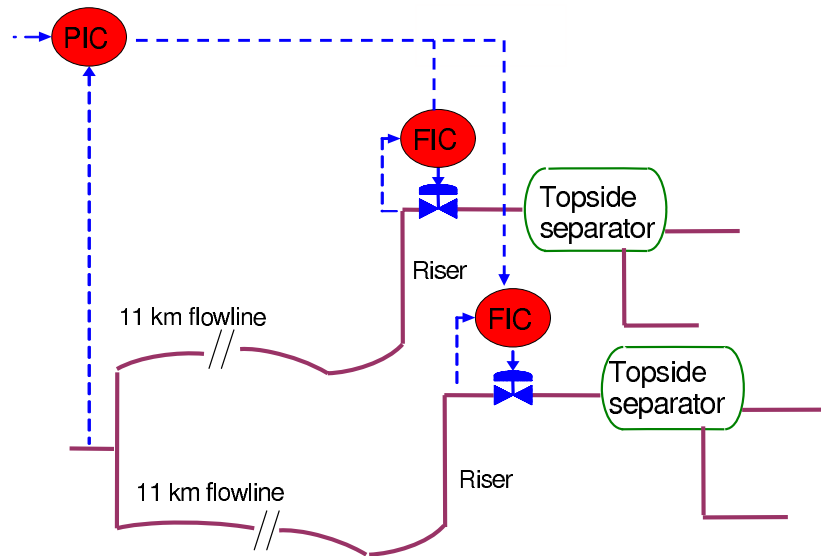 PIC
FIC
Topside
separator
Riser
11 km flowline
FIC
Topside
separator
Riser
11 km flowline